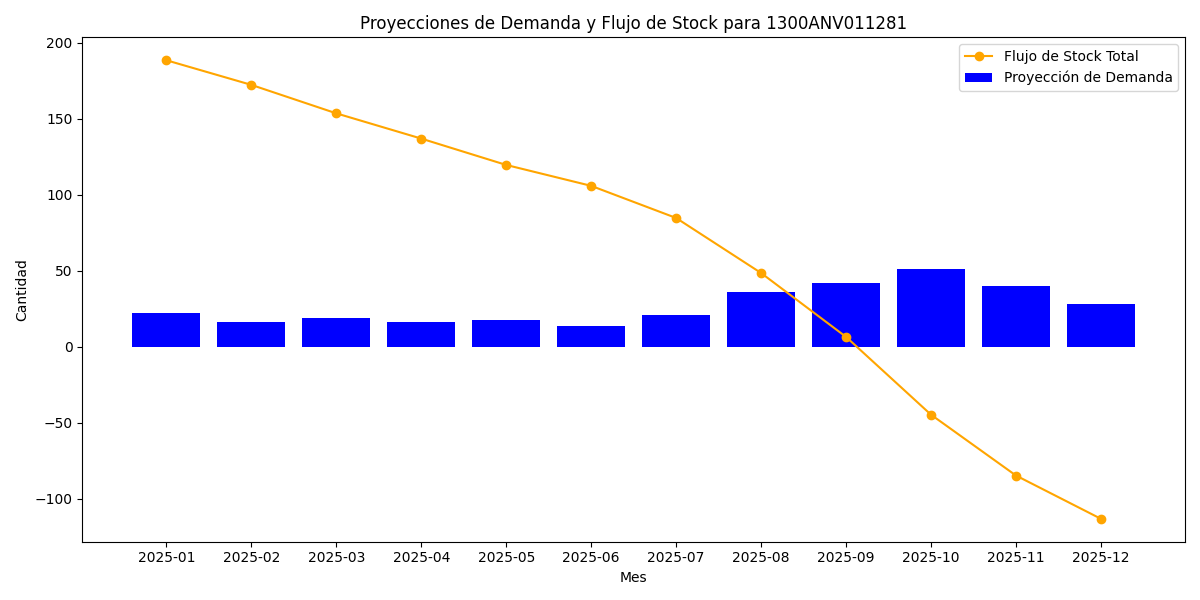 Proyecciones de Demanda y Flujo de Stock para 1300ANV011281
Flujo de Stock Total
Proyección de Demanda
Cantidad
200
150
100
50
0
−50
−100
2025-01 2025-02 2025-03 2025-04 2025-05 2025-06 2025-07 2025-08 2025-09 2025-10 2025-11 2025-12
Mes